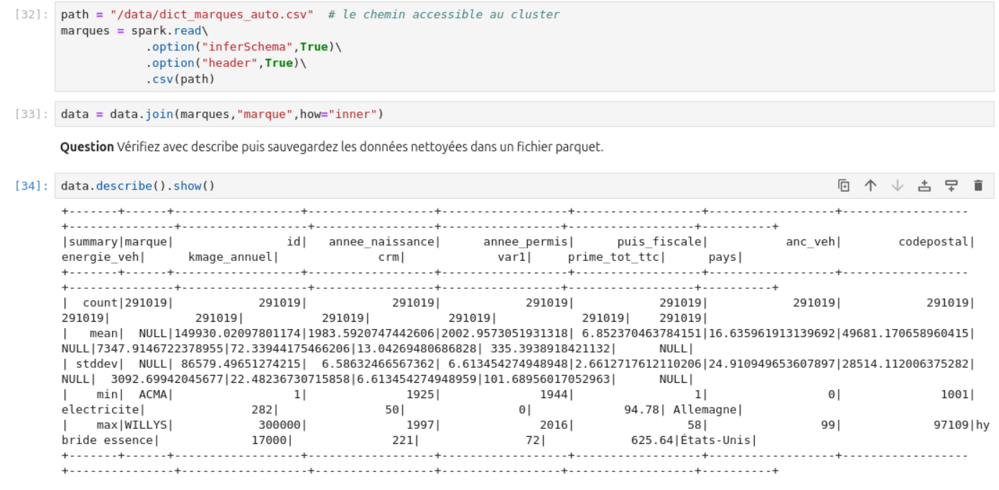 [32]: path = "/data/dict_marques_auto.csv"  # le chemin accessible au cluster
marques = spark.read\
.option("inferSchema",True)\
.option("header",True)\
.csv(path)
[33]: data = data.join(marques,"marque",how="inner")
Question Vérifiez avec describe puis sauvegardez les données nettoyées dans un fichier parquet.
[34]: data.describe().show()
+-------+------+------------------+------------------+-----------------+------------------+------------------+------------------
+----------------+------------------+-----------------+------------------+----------+
|summary|marque|                id|   annee_naissance|     annee_permis|      puis_fiscale|           anc_veh|        codepostal|
energie_veh|      kmage_annuel|              crm|             var1|     prime_tot_ttc|      pays|
+-------+------+------------------+------------------+-----------------+------------------+------------------+------------------
+----------------+------------------+-----------------+------------------+----------+
|  count|291019|            291019|            291019|           291019|            291019|            291019|            291019|
291019|            291019|           291019|           291019|            291019|    291019|
|   mean|  NULL|149930.02097801174|1983.5920747442606|2002.9573051931318| 6.852370463784151|16.635961913139692|49681.170658960415|
NULL|7347.9146722378955|72.33944175466206|13.04269480686828| 335.3938918421132|      NULL|
| stddev|  NULL| 86579.49651274215|  6.58632466567362| 6.613454274948948|2.6612717612110206|24.910949653607897|28514.112006375282|
NULL|  3092.69942045677|22.48236730715858|6.613454274948959|101.68956017052963|      NULL|
|    min|  ACMA|                 1|              1925|             1944|                 1|                 0|              1001|
electricite|               282|               50|                0|             94.78| Allemagne|
|    max|WILLYS|            300000|              1997|             2016|                58|                99|             97109|hy
bride essence|             17000|             221|               72|            625.64|États-Unis|
+-------+------+------------------+------------------+-----------------+------------------+------------------+------------------
+----------------+------------------+-----------------+------------------+----------+